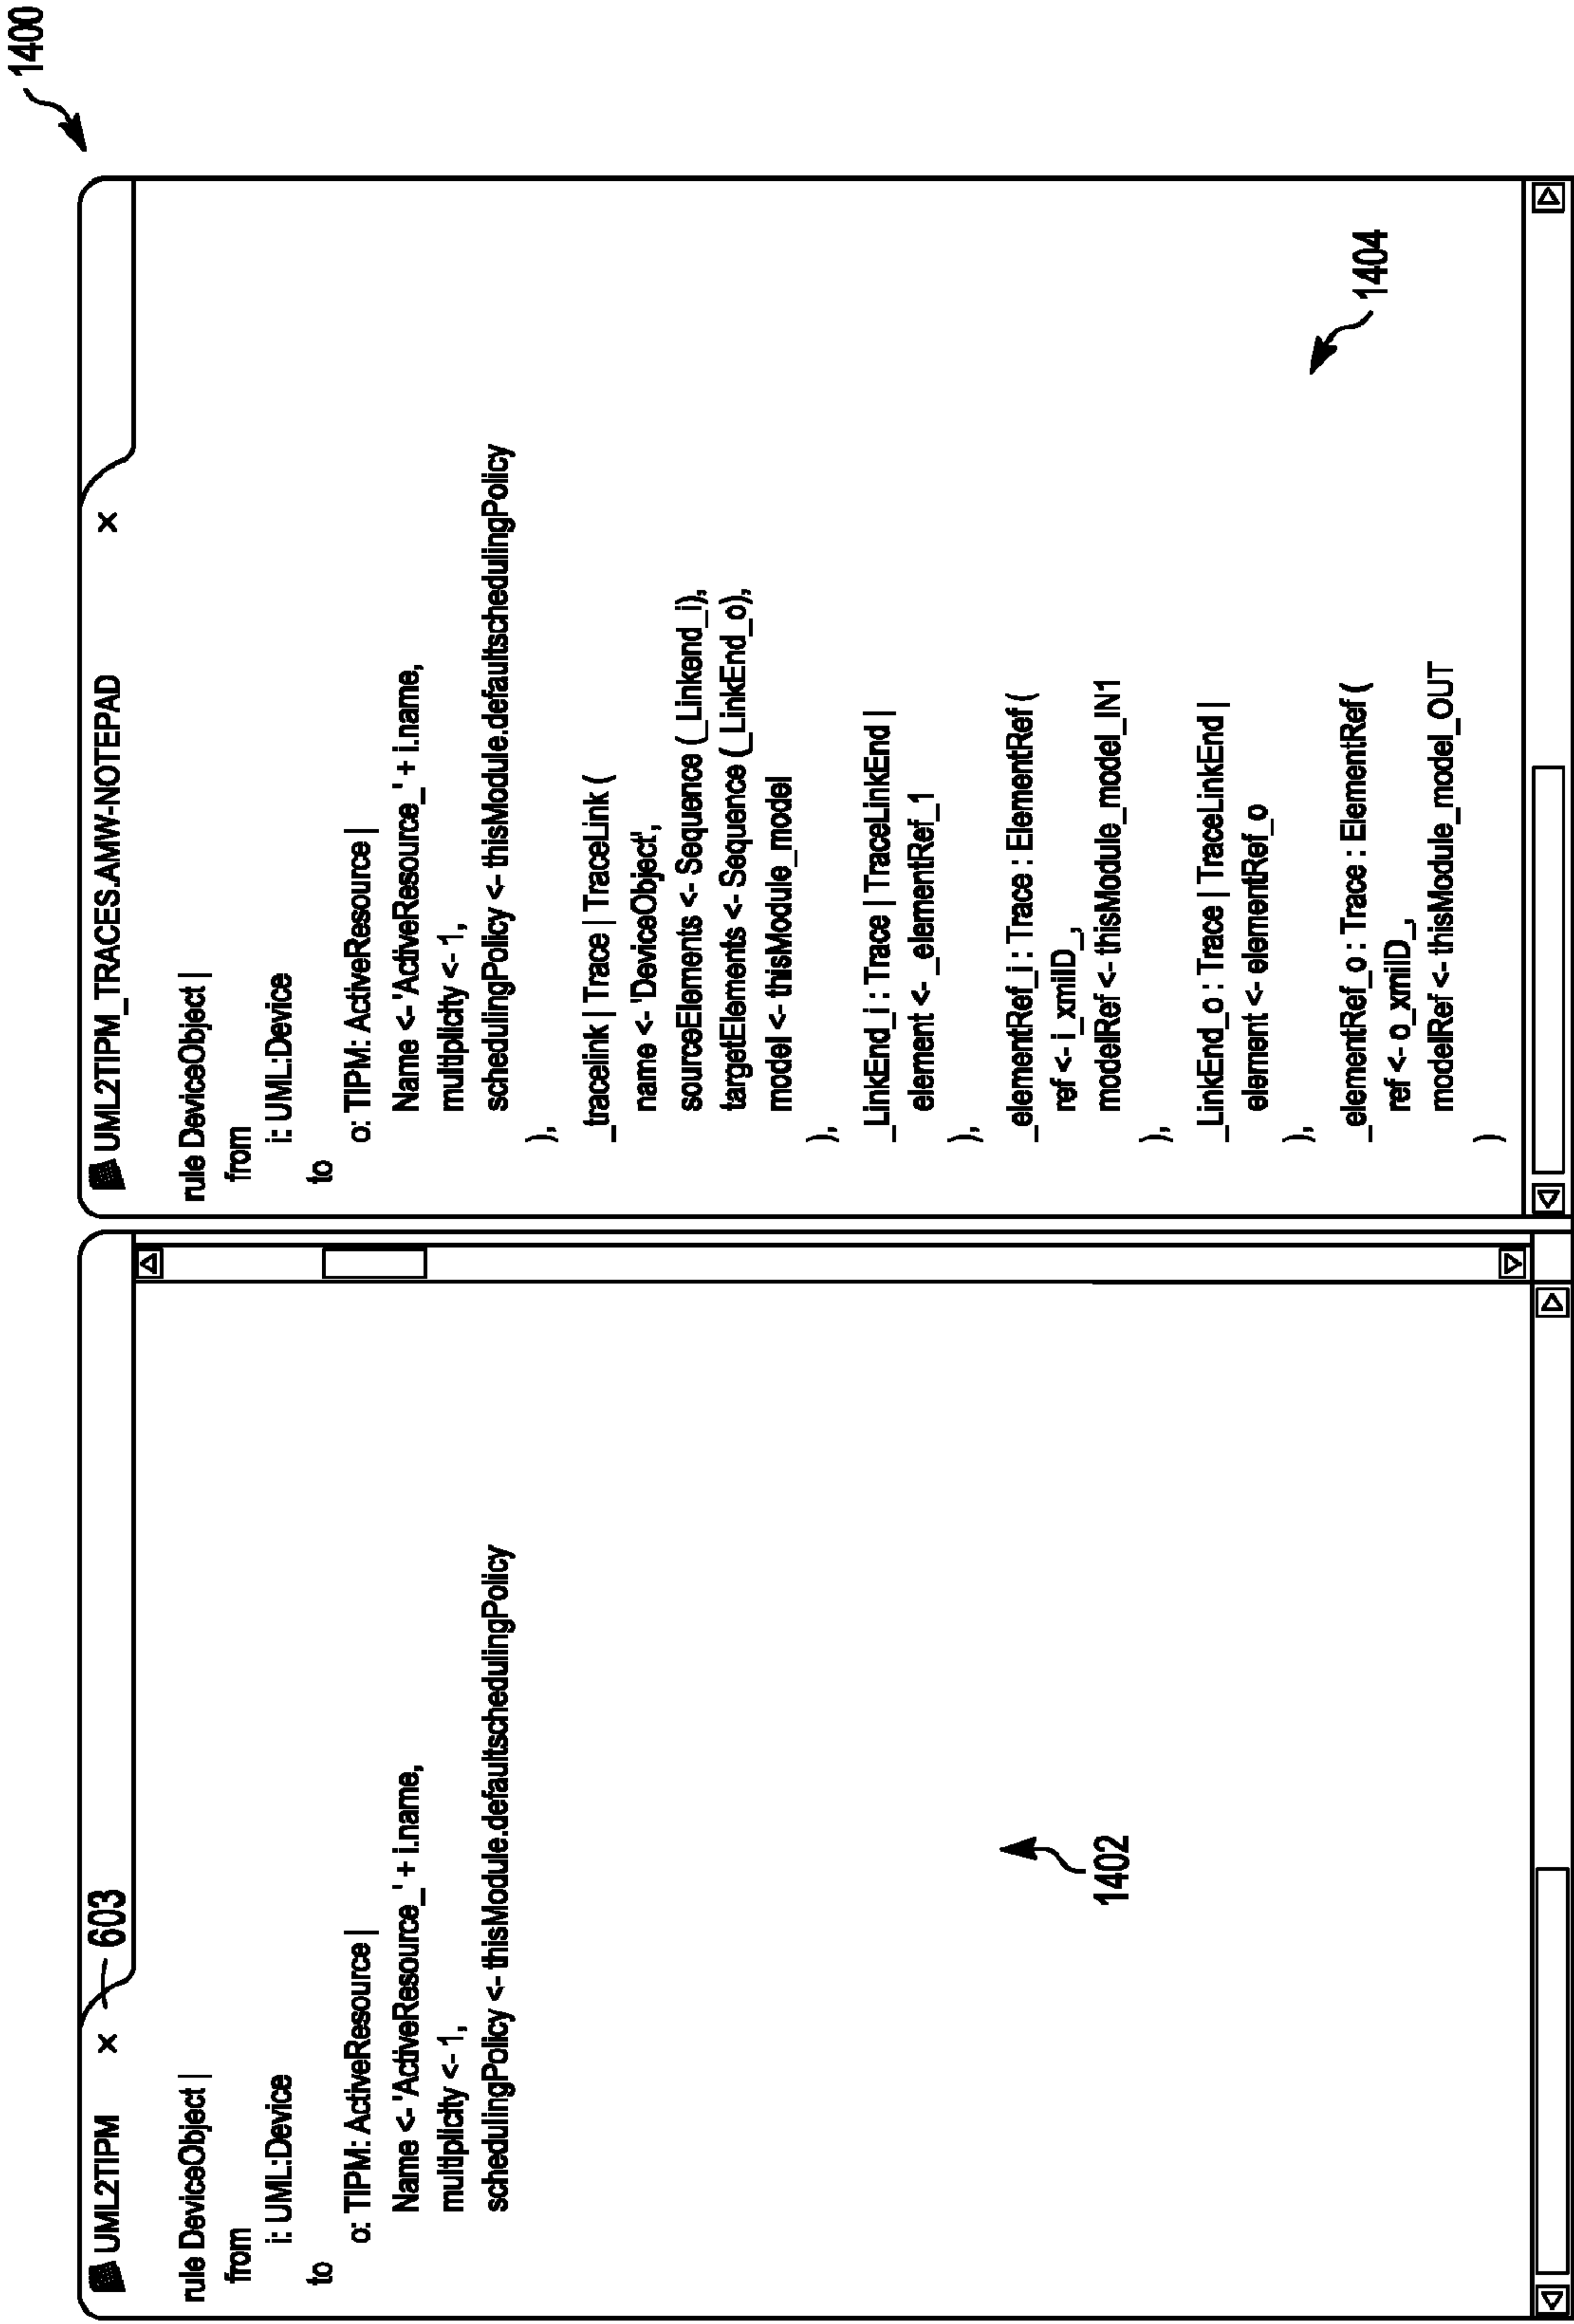 1400
UML2TIPM x 603
rule DeviceObject |
from
i: UML:Device
to
o: TIPM: ActiveResource |
Name <- 'ActiveResource_' + i.name,
multiplicity <- 1,
schedulingPolicy <- thisModule.defaultschedulingPolicy
1402
UML2TIPM_TRACES.AMW-NOTEPAD x
rule DeviceObject |
from
i: UML:Device
to
o: TIPM: ActiveResource |
Name <- 'ActiveResource_' + i.name,
multiplicity <- 1,
schedulingPolicy <- thisModule.defaultschedulingPolicy
),
_tracelink | Trace | TraceLink (
name <- 'DeviceObject',
sourceElements <- Sequence (_Linkend_i),
targetElements <- Sequence (_LinkEnd_o),
model <- thisModule_model
),
_LinkEnd_i : Trace | TraceLinkEnd |
element <-_elementRef_1
),
_elementRef_i : Trace : ElementRef (
ref <- i_xmiID_,
modelRef <- thisModule_model_IN1
),
_LinkEnd_o : Trace | TraceLinkEnd |
element <- elementRef_o
),
_elementRef_o : Trace : ElementRef (
ref <- o_xmiID_,
modelRef <- thisModule_model_OUT
)
1404